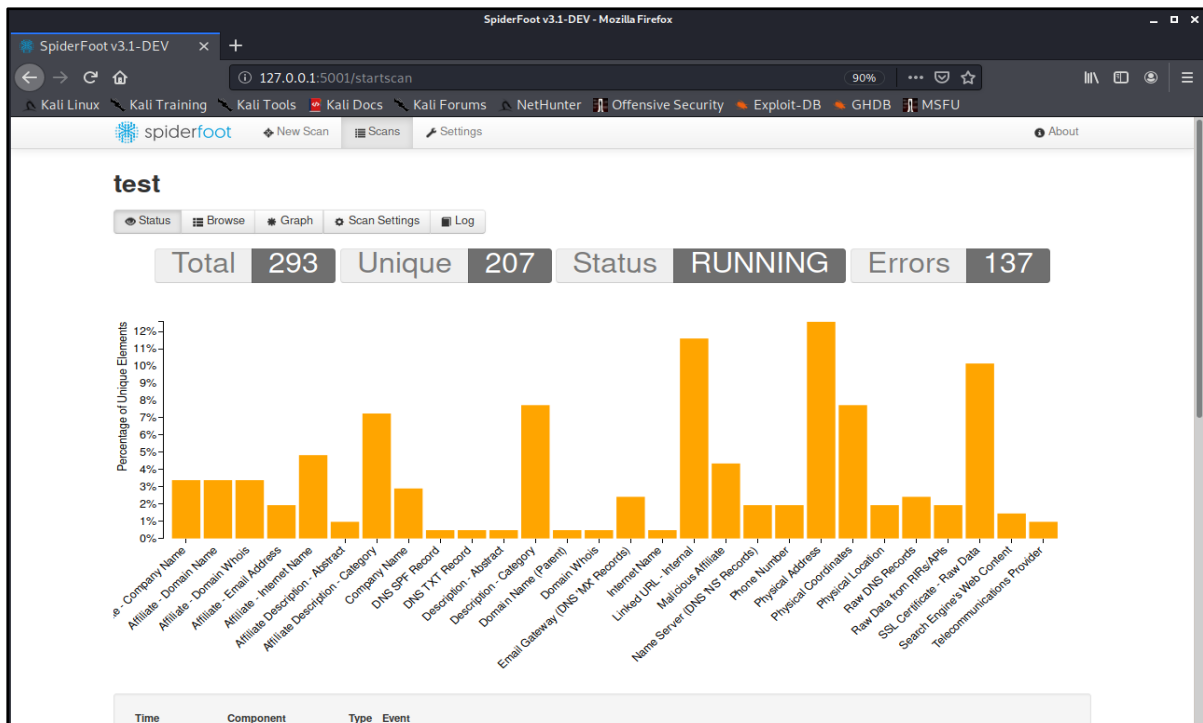 SpiderFoot v3.1-DEV - Mozilla Firefox
SpiderFoot v3.1-DEV
127.0.0.1:5001/startscan
90%
Kali Linux Kali Training Kali Tools Kali Docs Kali Forums NetHunter Offensive Security Exploit-DB GHDB MSFU
spiderfoot New Scan Scans Settings About
test
Status Browse Graph Scan Settings Log
Total 293 Unique 207 Status RUNNING Errors 137
Percentage of Unique Elements
12%
11%
10%
9%
8%
7%
6%
5%
4%
3%
2%
1%
0%
e - Company Name
Affiliate - Domain Name
Affiliate - Domain Whois
Affiliate - Email Address
Affiliate - Internet Name
Affiliate Description - Abstract
Affiliate Description - Category
Company Name
DNS SPF Record
DNS TXT Record
Description - Abstract
Description - Category
Domain Name (Parent)
Domain Whois
Email Gateway (DNS 'MX Records)
Internet Name
Linked URL - Internal
Malicious Affiliate
Name Server (DNS 'NS Records)
Phone Number
Physical Address
Physical Coordinates
Physical Location
Raw DNS Records
Raw Data from RIRs/APIs
SSL Certificate - Raw Data
Search Engine's Web Content
Telecommunications Provider
Time Component Type Event